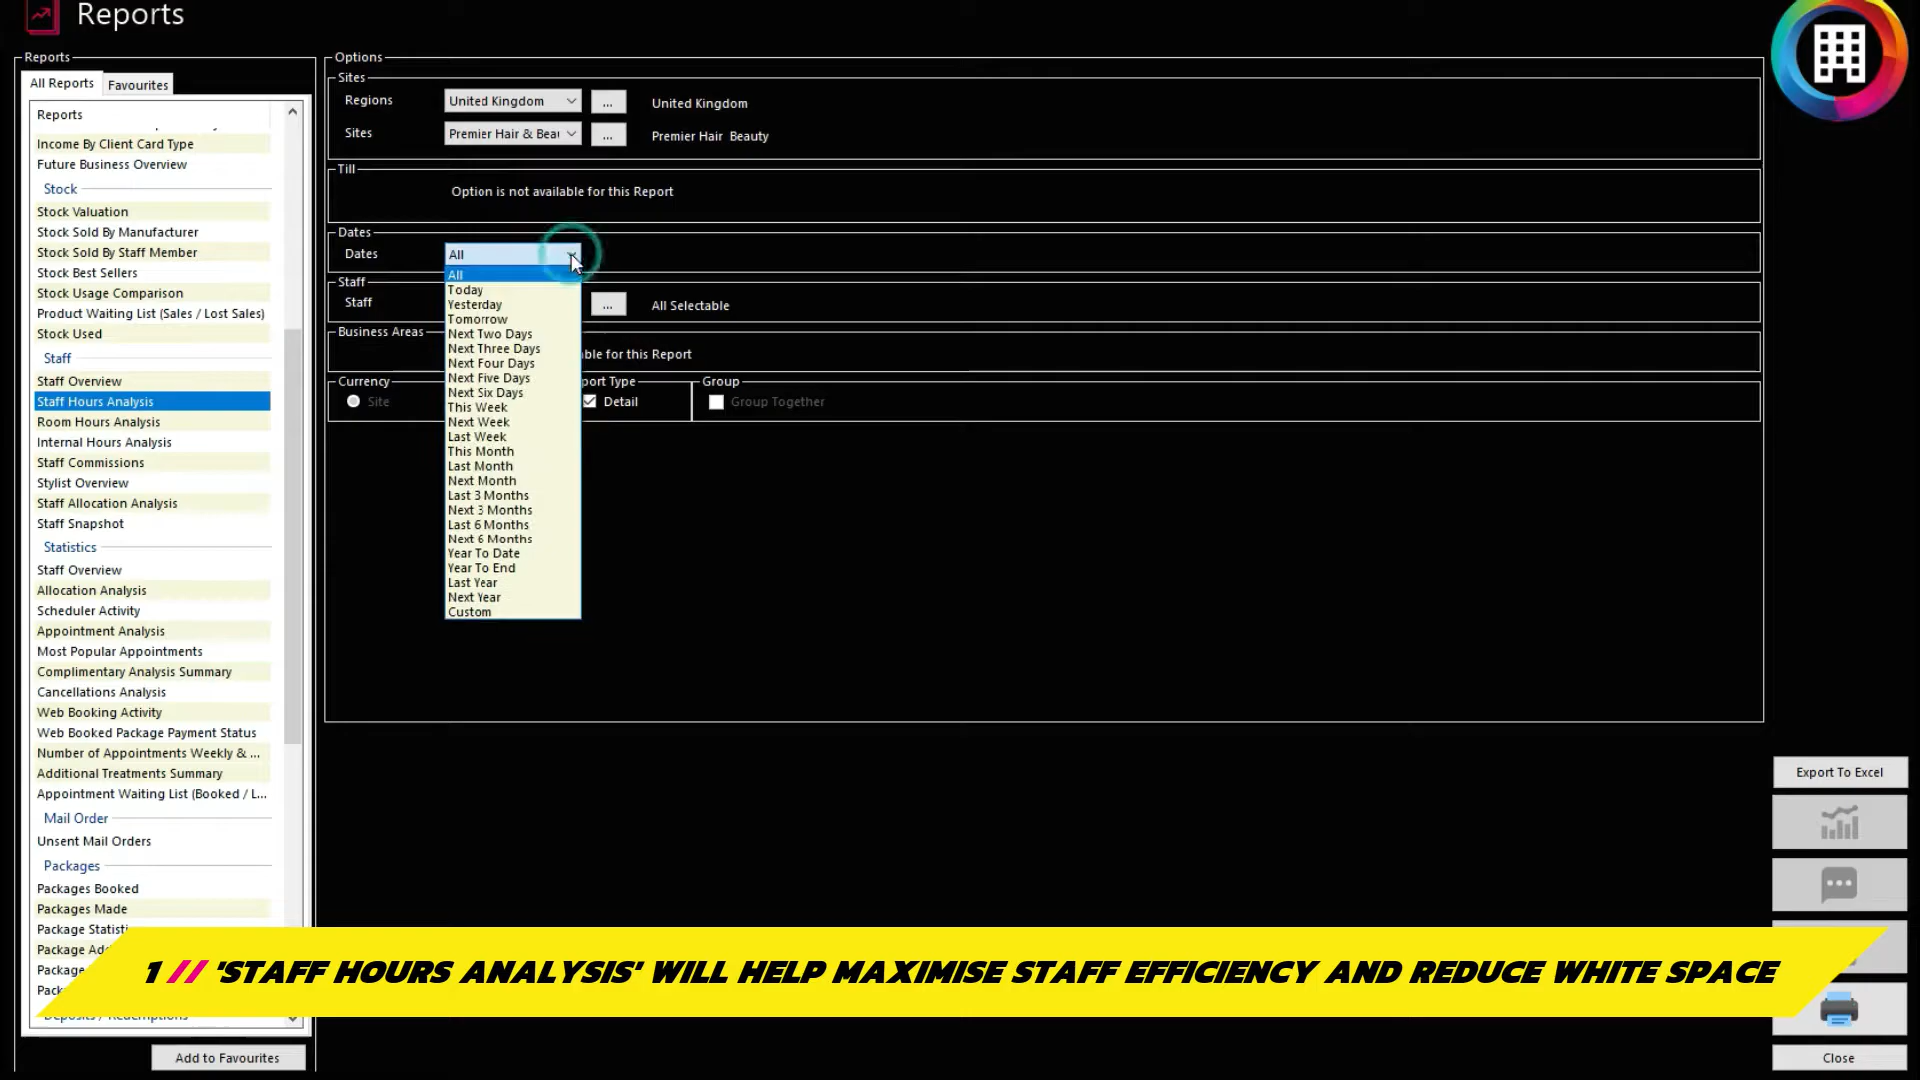 Reports
Reports
All Reports
Favourites
Reports
Income By Client Card Type
Future Business Overview
Stock
Stock Valuation
Stock Sold By Manufacturer
Stock Sold By Staff Member
Stock Best Sellers
Stock Usage Comparison
Product Waiting List (Sales / Lost Sales)
Stock Used
Staff
Staff Overview
Staff Hours Analysis
Room Hours Analysis
Internal Hours Analysis
Staff Commissions
Stylist Overview
Staff Allocation Analysis
Staff Snapshot
Statistics
Staff Overview
Allocation Analysis
Scheduler Activity
Appointment Analysis
Most Popular Appointments
Complimentary Analysis Summary
Cancellations Analysis
Web Booking Activity
Web Booked Package Payment Status
Number of Appointments Weekly & ...
Additional Treatments Summary
Appointment Waiting List (Booked / L...
Mail Order
Unsent Mail Orders
Packages
Packages Booked
Packages Made
Package Statisti
Package Ad
Package
Pack
Deposits / Redemptions
Add to Favourites
Options
Sites
Regions United Kingdom ... United Kingdom
Sites Premier Hair & Beau ... Premier Hair Beauty
Till
Option is not available for this Report
Dates
Dates All
All
Today
Yesterday
Tomorrow
Next Two Days
Next Three Days
Next Four Days
Next Five Days
Next Six Days
This Week
Next Week
Last Week
This Month
Last Month
Next Month
Last 3 Months
Next 3 Months
Last 6 Months
Next 6 Months
Year To Date
Year To End
Last Year
Next Year
Custom
Staff
Staff ... All Selectable
Business Areas
ble for this Report
Currency
Site
port Type
Detail
Group
Group Together
Export To Excel
Close
1 // 'STAFF HOURS ANALYSIS' WILL HELP MAXIMISE STAFF EFFICIENCY AND REDUCE WHITE SPACE